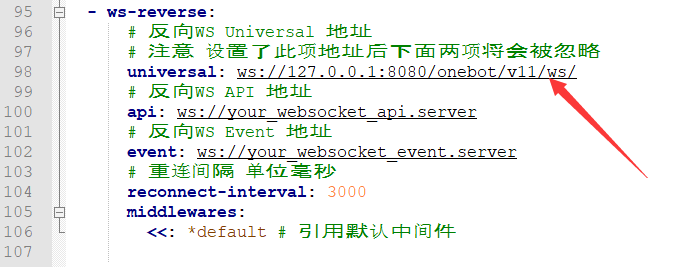 95 - ws-reverse:
96 # 反向WS Universal 地址
97 # 注意 设置了此项地址后下面两项将会被忽略
98 universal: ws://127.0.0.1:8080/onebot/v11/ws/
99 # 反向WS API 地址
100 api: ws://your_websocket_api.server
101 # 反向WS Event 地址
102 event: ws://your_websocket_event.server
103 # 重连间隔 单位毫秒
104 reconnect-interval: 3000
105 middlewares:
106 <<: *default # 引用默认中间件
107